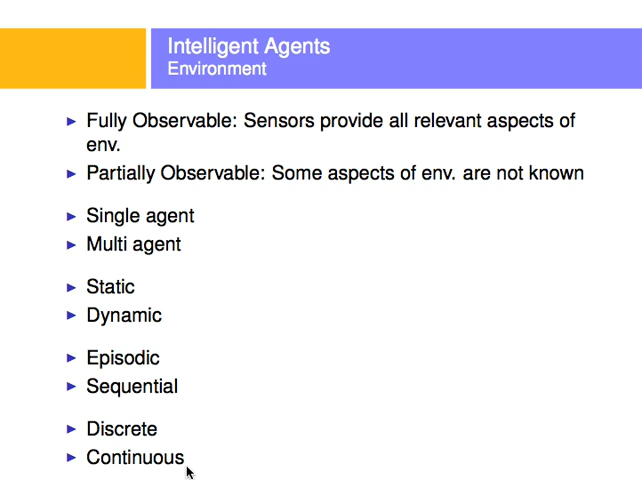 Intelligent Agents
Environment
Fully Observable: Sensors provide all relevant aspects of
env.
Partially Observable: Some aspects of env. are not known
Single agent
Multi agent
Static
Dynamic
Episodic
Sequential
Discrete
Continuous